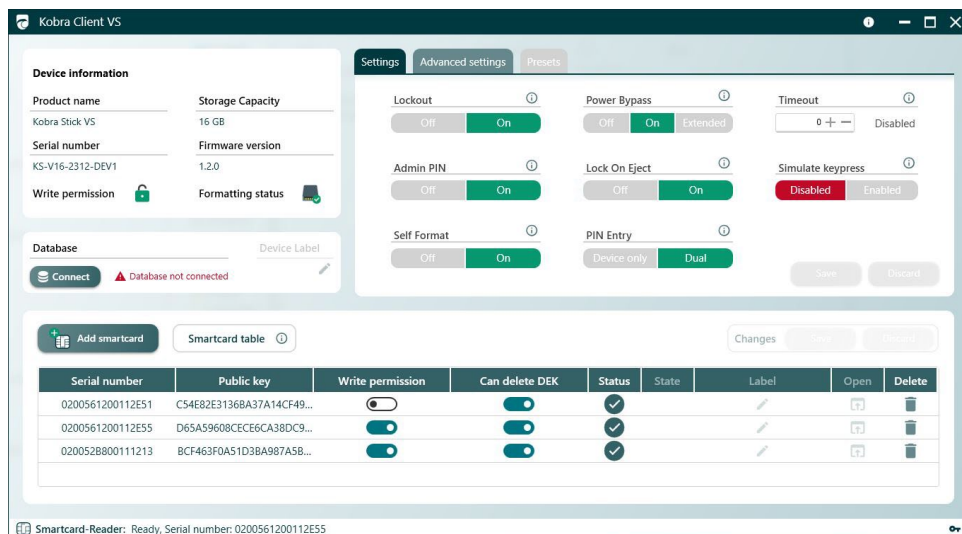 Kobra Client VS
Device information
Product name Storage Capacity
Kobra Stick VS 16 GB
Serial number Firmware version
KS-V16-2312-DEV1 1.2.0
Write permission Formatting status
Database Device Label
Connect Database not connected
Settings Advanced settings Presets
Lockout Power Bypass Timeout
Off On Off On Extended 0 + − Disabled
Admin PIN Lock On Eject Simulate keypress
Off On Off On Disabled Enabled
Self Format PIN Entry
Off On Device only Dual
Save Discard
Add smartcard Smartcard table Changes Save Discard
Serial number Public key Write permission Can delete DEK Status State Label Open Delete
0200561200112E51 C54E82E3136BA37A14CF49...
0200561200112E55 D65A59608CECE6CA38DC9...
020052B800111213 BCF463F0A51D3BA987A5B...
Smartcard-Reader: Ready, Serial number: 0200561200112E55